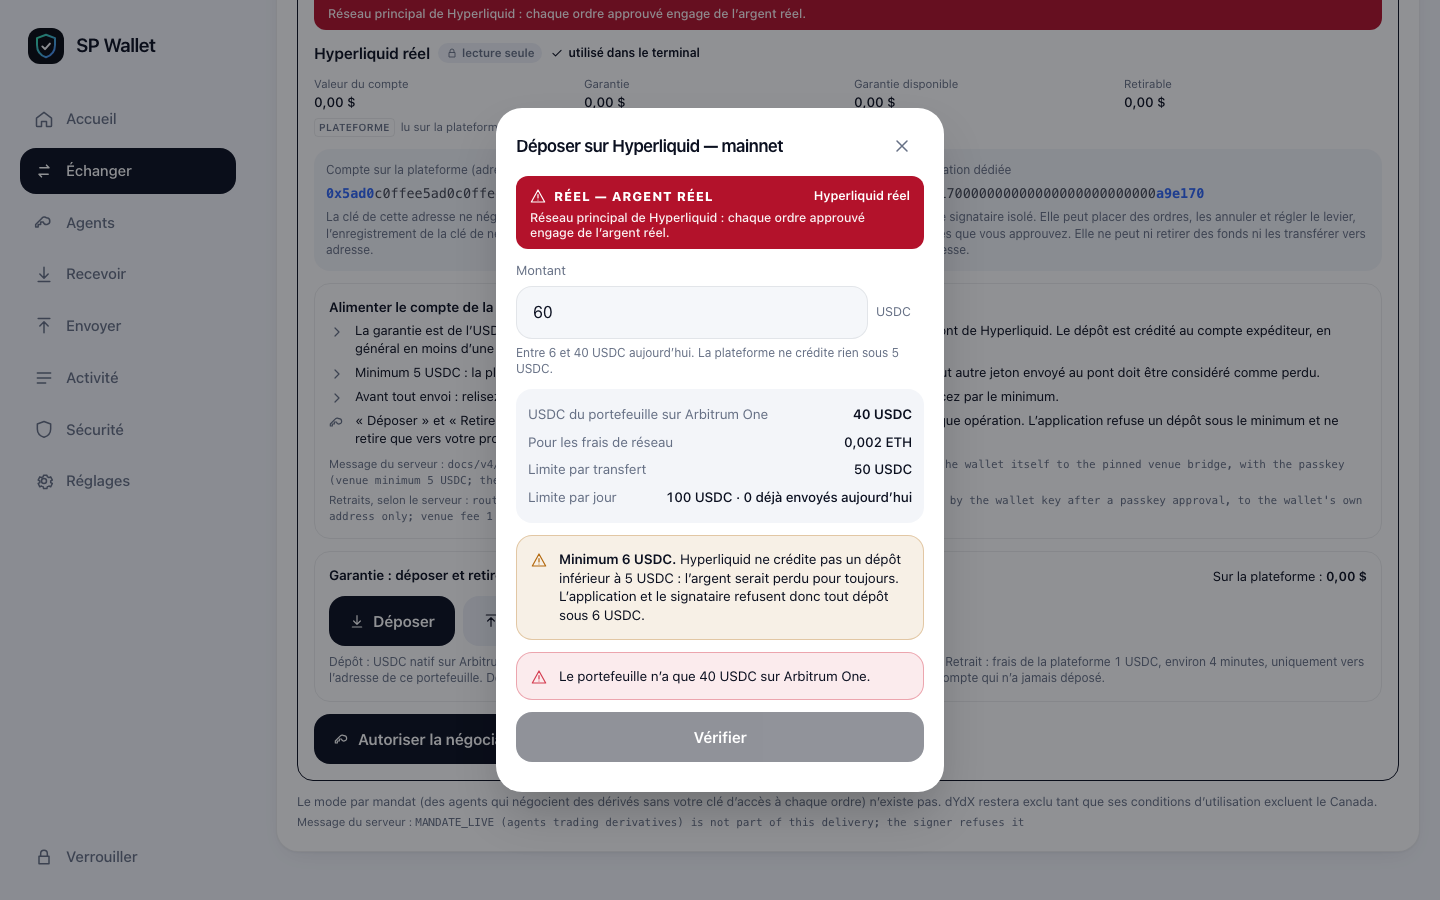 SP Wallet
Accueil
Échanger
Agents
Recevoir
Envoyer
Activité
Sécurité
Réglages
Verrouiller
Réseau principal de Hyperliquid : chaque ordre approuvé engage de l’argent réel.
Hyperliquid réel lecture seule utilisé dans le terminal
Valeur du compte Garantie Garantie disponible Retirable
0,00 $ 0,00 $ 0,00 $ 0,00 $
PLATEFORME lu sur la plateform
Compte sur la plateforme (adre
0x5ad0c0ffee5ad0c0ffe
La clé de cette adresse ne nég
l’enregistrement de la clé de n
adresse.
ation dédiée
70000000000000000000000000a9e170
signataire isolé. Elle peut placer des ordres, les annuler et régler le levier,
s que vous approuvez. Elle ne peut ni retirer des fonds ni les transférer vers
esse.
Alimenter le compte de la
La garantie est de l’USD
nt de Hyperliquid. Le dépôt est crédité au compte expéditeur, en
général en moins d’une
Minimum 5 USDC : la pl
ut autre jeton envoyé au pont doit être considéré comme perdu.
Avant tout envoi : relisez
ez par le minimum.
« Déposer » et « Retire
que opération. L’application refuse un dépôt sous le minimum et ne
retire que vers votre pro
Message du serveur : docs/v4/
he wallet itself to the pinned venue bridge, with the passkey
(venue minimum 5 USDC; the
Retraits, selon le serveur : rout
by the wallet key after a passkey approval, to the wallet's own
address only; venue fee 1
Garantie : déposer et retire
Sur la plateforme : 0,00 $
Déposer
Dépôt : USDC natif sur Arbitru
Retrait : frais de la plateforme 1 USDC, environ 4 minutes, uniquement vers
l’adresse de ce portefeuille. D
ompte qui n’a jamais déposé.
Autoriser la négocia
Le mode par mandat (des agents qui négocient des dérivés sans votre clé d’accès à chaque ordre) n’existe pas. dYdX restera exclu tant que ses conditions d’utilisation excluent le Canada.
Message du serveur : MANDATE_LIVE (agents trading derivatives) is not part of this delivery; the signer refuses it
Déposer sur Hyperliquid — mainnet
RÉEL — ARGENT RÉEL Hyperliquid réel
Réseau principal de Hyperliquid : chaque ordre approuvé
engage de l’argent réel.
Montant
60 USDC
Entre 6 et 40 USDC aujourd’hui. La plateforme ne crédite rien sous 5
USDC.
USDC du portefeuille sur Arbitrum One 40 USDC
Pour les frais de réseau 0,002 ETH
Limite par transfert 50 USDC
Limite par jour 100 USDC · 0 déjà envoyés aujourd’hui
Minimum 6 USDC. Hyperliquid ne crédite pas un dépôt
inférieur à 5 USDC : l’argent serait perdu pour toujours.
L’application et le signataire refusent donc tout dépôt
sous 6 USDC.
Le portefeuille n’a que 40 USDC sur Arbitrum One.
Vérifier